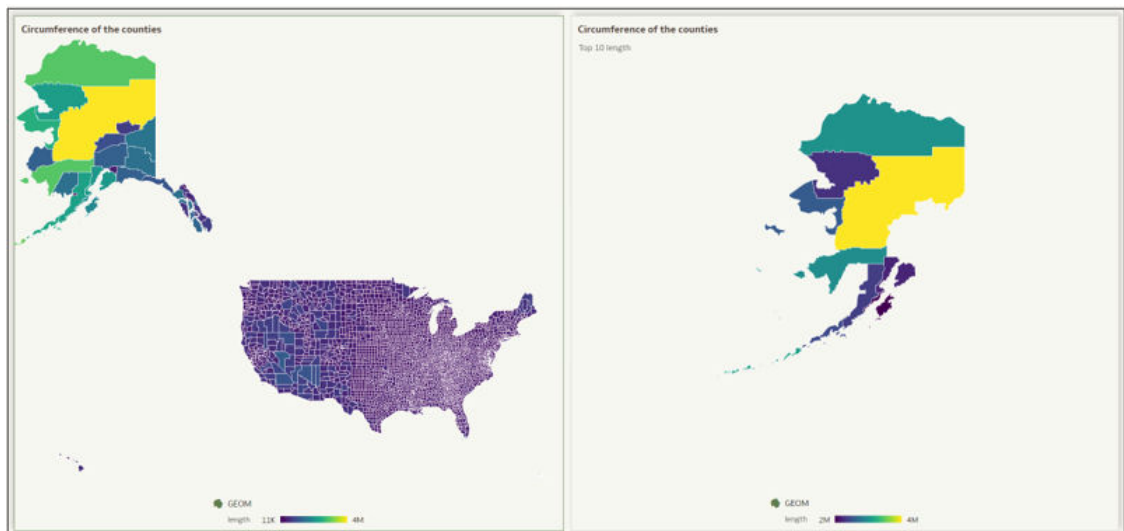 Circumference of the counties
GEOM
length 11K 4M
Circumference of the counties
Top 10 length
GEOM
length 2M 4M